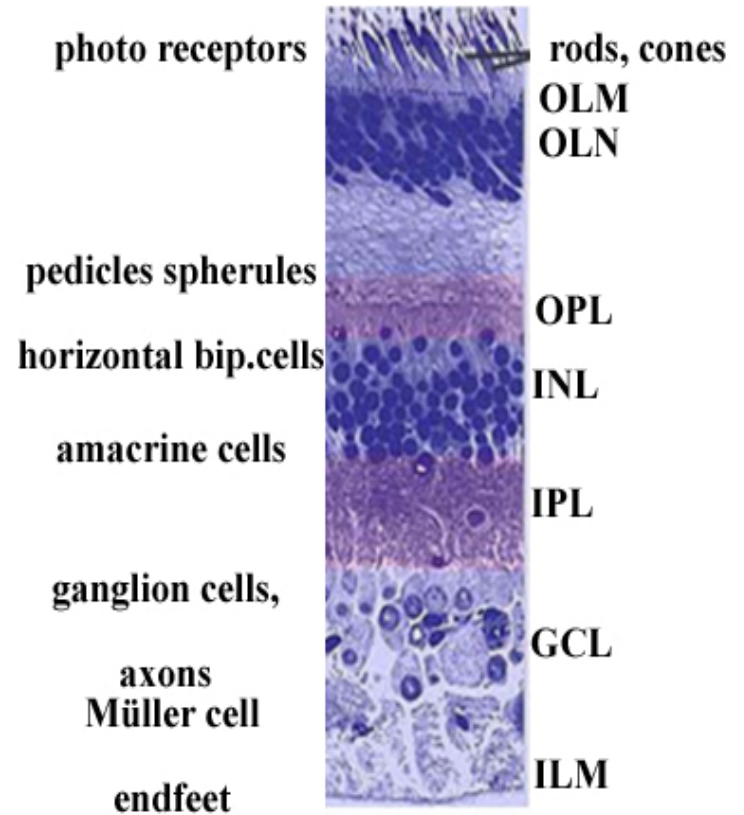 photo receptors rods, cones
OLM
OLN
pedicles spherules
OPL
horizontal bip.cells
INL
amacrine cells
IPL
ganglion cells,
GCL
axons
Müller cell
ILM
endfeet